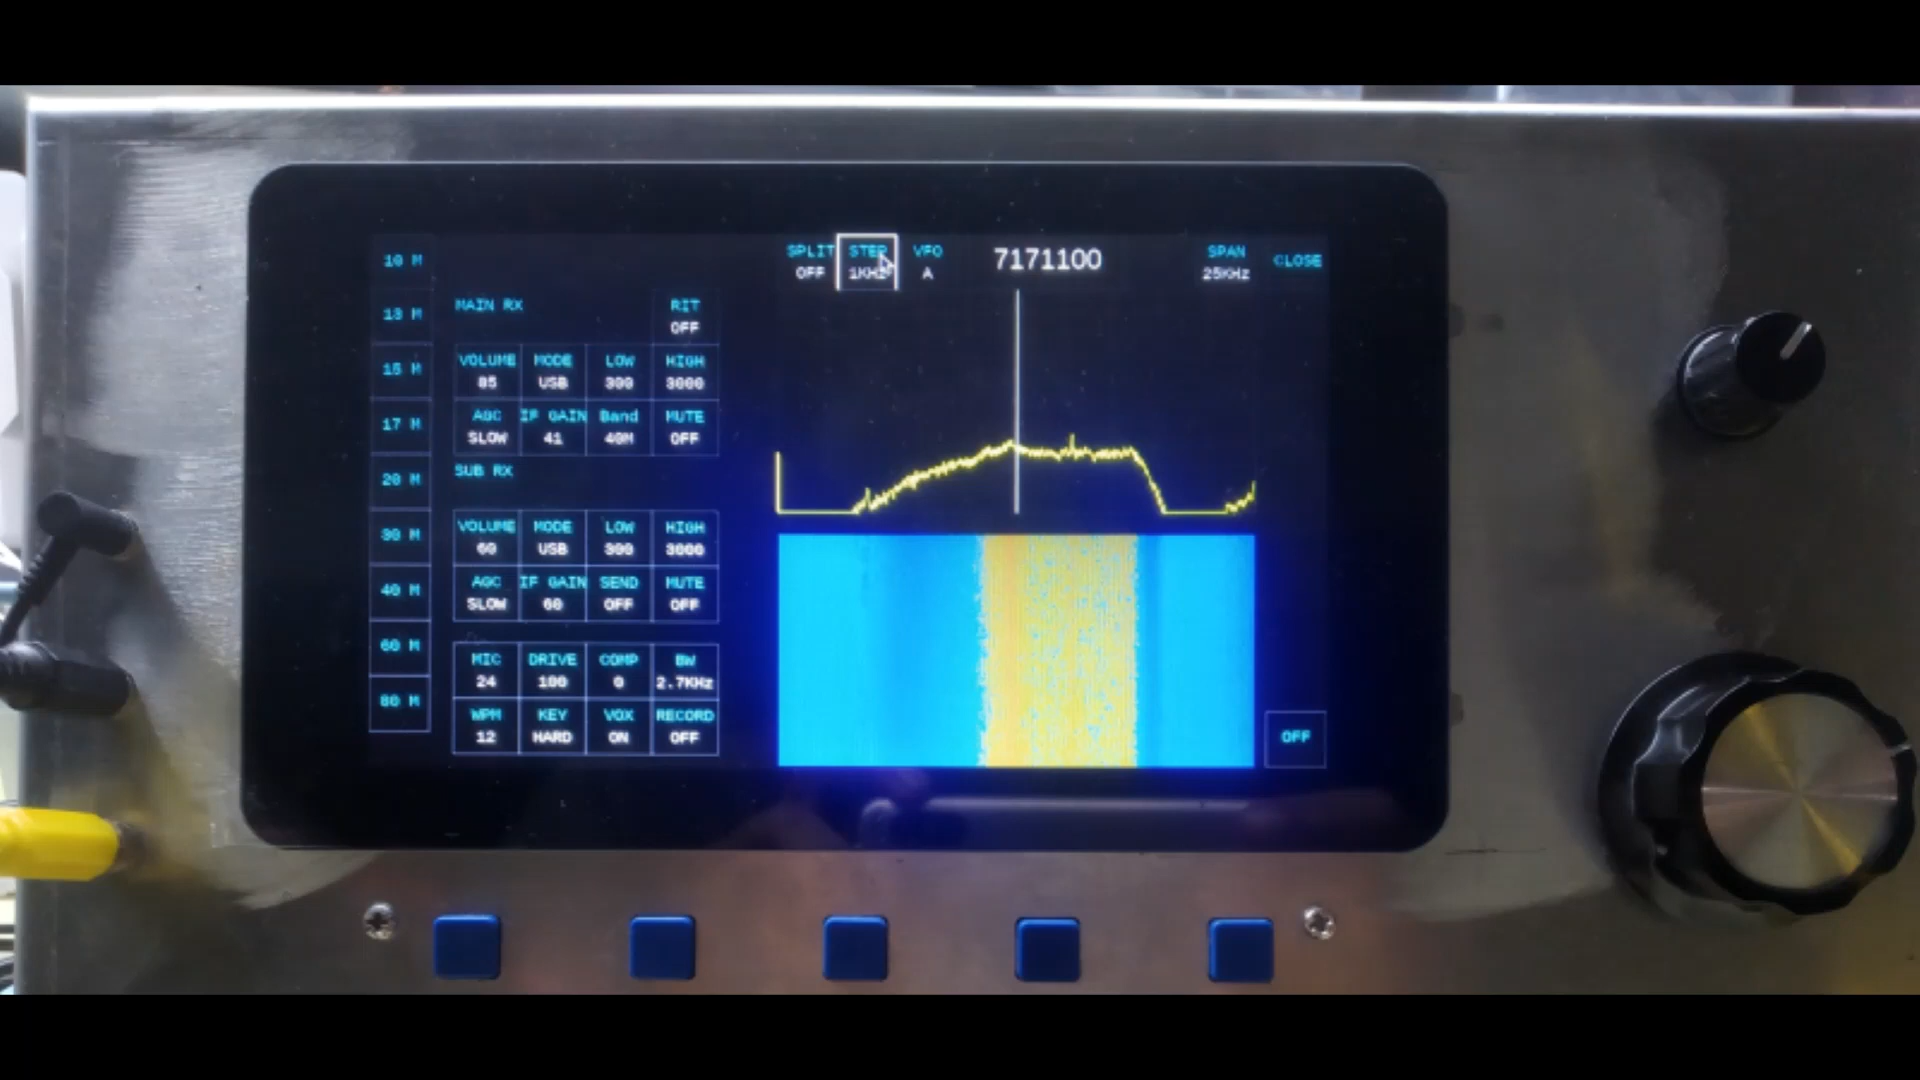 10 M
13 M
15 M
17 M
20 M
30 M
40 M
60 M
80 M
MAIN RX
RIT
OFF
VOLUME MODE LOW HIGH
85 USB 300 3000
AGC IF GAIN Band MUTE
SLOW 41 40M OFF
SUB RX
VOLUME MODE LOW HIGH
60 USB 300 3000
AGC IF GAIN SEND MUTE
SLOW 60 OFF OFF
MIC DRIVE COMP BW
24 100 0 2.7KHz
WPM KEY VOX RECORD
12 HARD ON OFF
SPLIT STEP VFO 7171100 SPAN CLOSE
OFF 1KHz A 25KHz
OFF